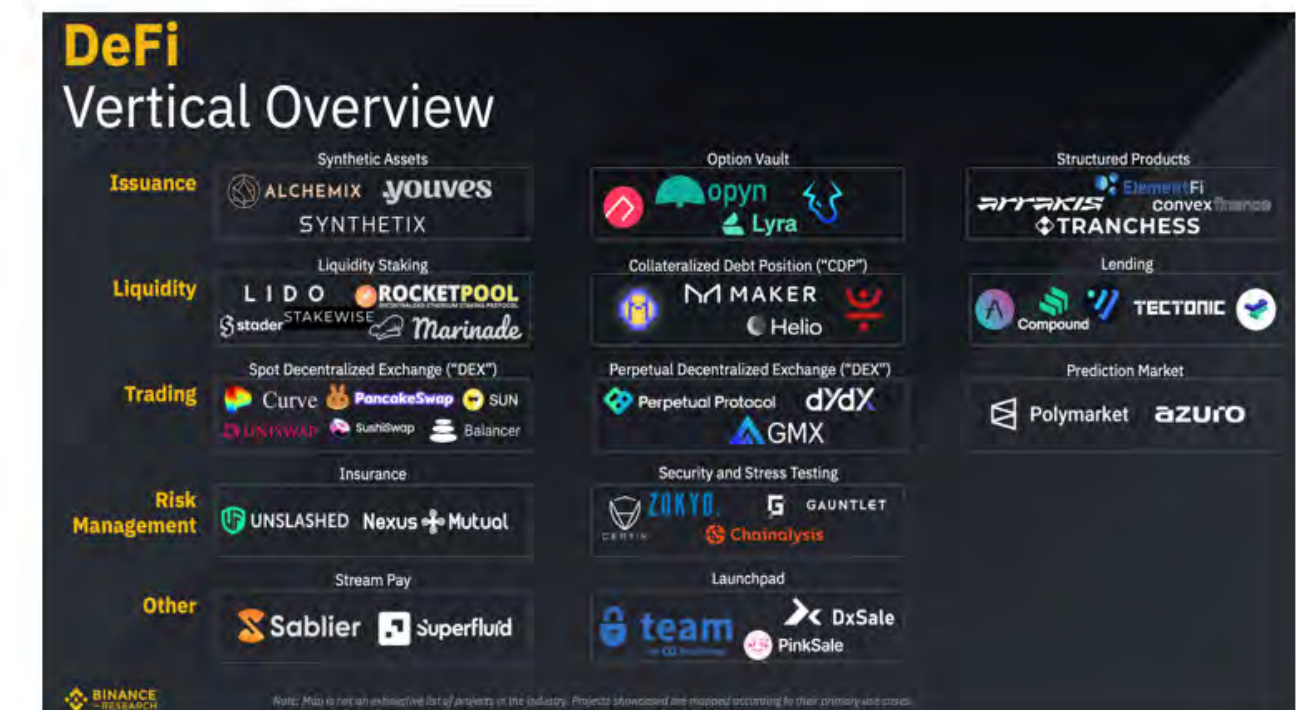 DeFi
Vertical Overview
Issuance
Synthetic Assets
ALCHEMIX youves
SYNTHETIX
Option Vault
opyn
Lyra
Structured Products
ElementFi
ARRAKIS convexfinance
TRANCHESS
Liquidity
Liquidity Staking
LIDO ROCKETPOOL
DECENTRALISED ETHEREUM STAKING PROTOCOL
stader STAKEWISE Marinade
Collateralized Debt Position ("CDP")
MAKER
Helio
Lending
Compound TECTONIC
Trading
Spot Decentralized Exchange ("DEX")
Curve PancakeSwap SUN
UNISWAP SushiSwap Balancer
Perpetual Decentralized Exchange ("DEX")
Perpetual Protocol dYdX
GMX
Prediction Market
Polymarket azuro
Risk
Management
Insurance
UNSLASHED Nexus Mutual
Security and Stress Testing
CERTIK ZOKYO. GAUNTLET
Chainalysis
Other
Stream Pay
Sablier Superfluid
Launchpad
team DxSale
PinkSale
BINANCE
RESEARCH
Note: Map is not an exhaustive list of projects in the industry. Projects showcased are mapped according to their primary use cases.